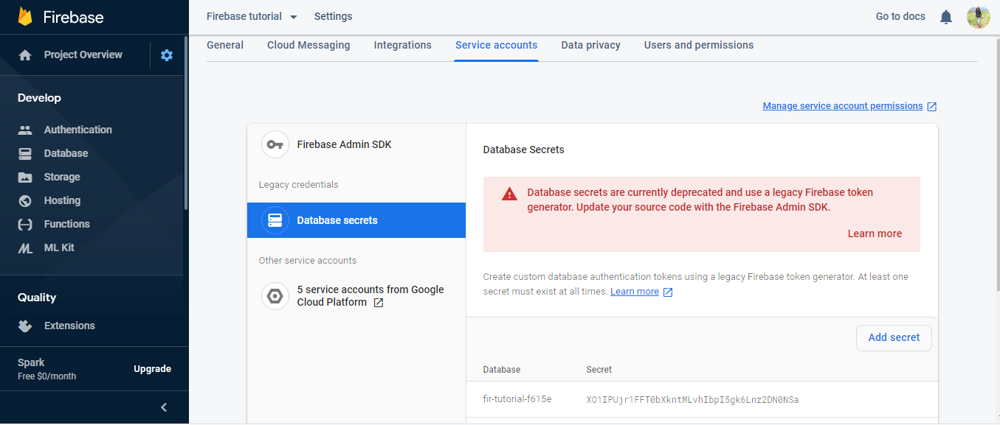 Firebase
Firebase tutorial
Settings
Go to docs
Project Overview
General
Cloud Messaging
Integrations
Service accounts
Data privacy
Users and permissions
Develop
Authentication
Database
Storage
Hosting
Functions
ML Kit
Quality
Extensions
Spark
Free $0/month
Upgrade
Manage service account permissions
Firebase Admin SDK
Legacy credentials
Database secrets
Other service accounts
5 service accounts from Google
Cloud Platform
Database Secrets
Database secrets are currently deprecated and use a legacy Firebase token
generator. Update your source code with the Firebase Admin SDK.
Learn more
Create custom database authentication tokens using a legacy Firebase token generator. At least one
secret must exist at all times. Learn more
Add secret
Database
Secret
fir-tutorial-f615e
XO1IPUjr1FFT0bXkntMLvhIbpI5gk6Lnz2DN0NSa